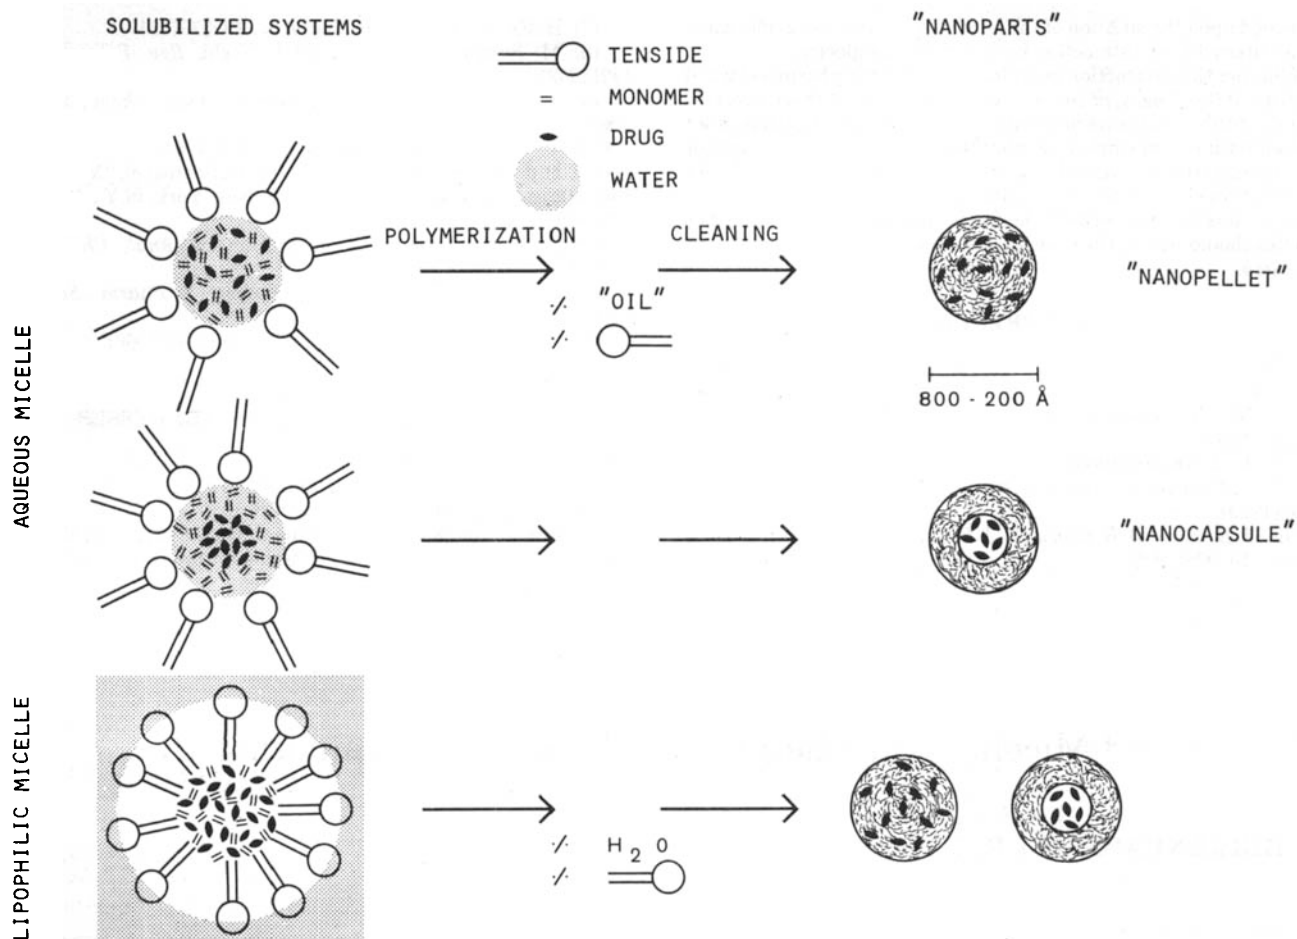 SOLUBILIZED SYSTEMS
"NANOPARTS"
TENSIDE
MONOMER
DRUG
WATER
POLYMERIZATION
CLEANING
"NANOPELLET"
·/· "OIL"
·/·
800 - 200 Å
AQUEOUS MICELLE
"NANOCAPSULE"
LIPOPHILIC MICELLE
·/· H2O
·/·